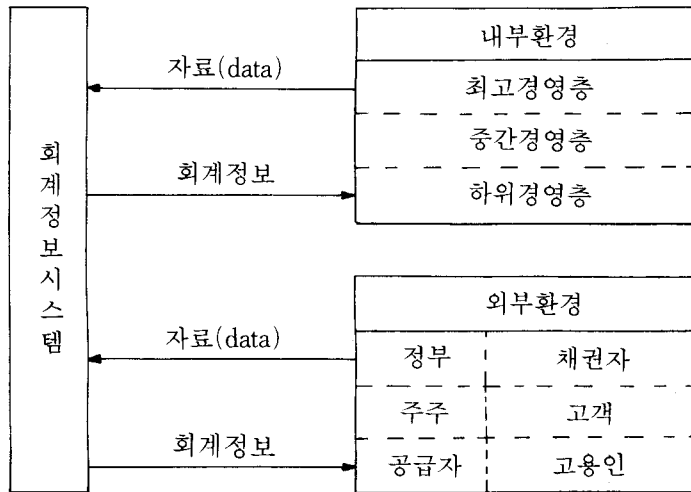 회계정보시스템
내부환경
자료(data)
최고경영층
중간경영층
회계정보
하위경영층
외부환경
자료(data)
정부 채권자
주주 고객
회계정보
공급자 고용인